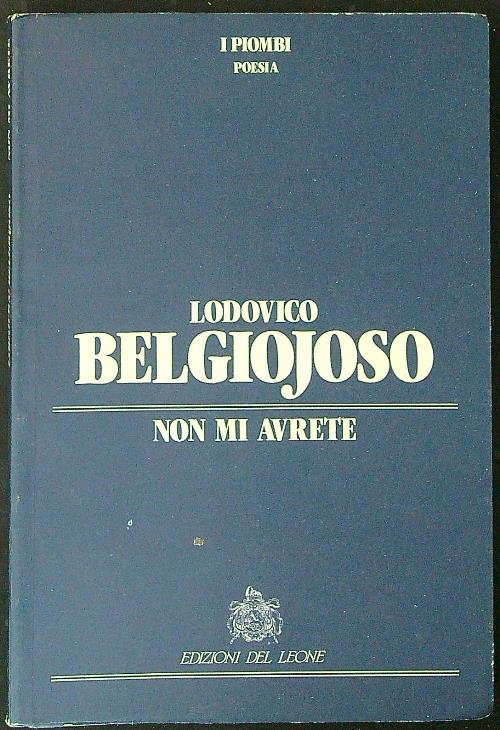 I PIOMBI
POESIA
LODOVICO
BELGIOJOSO
NON MI AVRETE
EDIZIONI DEL LEONE